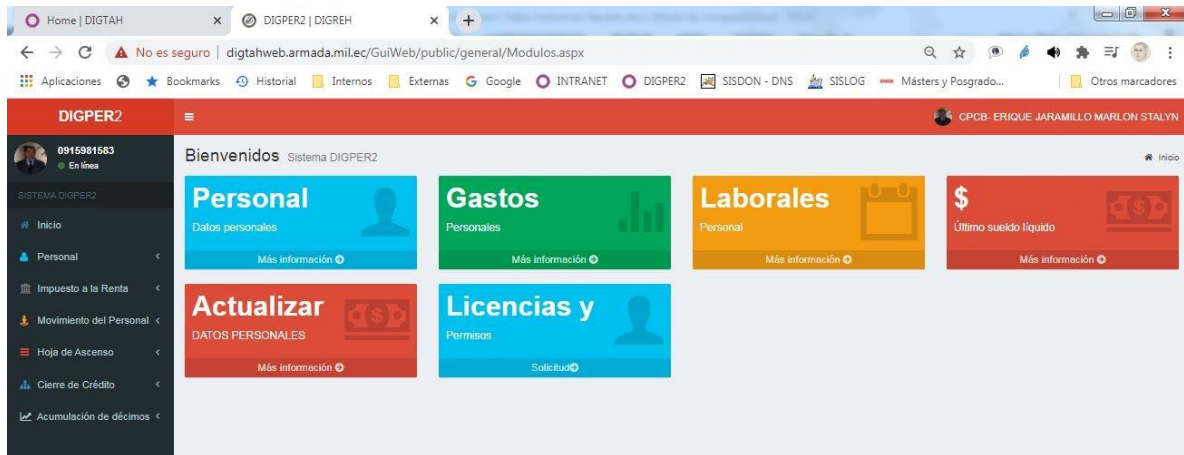 Home | DIGTAH
DIGPER2 | DIGREH
No es seguro | digtahweb.armada.mil.ec/GuiWeb/public/general/Modulos.aspx
Aplicaciones Bookmarks Historial Internos Externas Google INTRANET DIGPER2 SISDON - DNS SISLOG Másters y Posgrado... Otros marcadores
DIGPER2
CPCB- ERIQUE JARAMILLO MARLON STALYN
0915981583
En línea
SISTEMA DIGPER2
Inicio
Personal
Impuesto a la Renta
Movimiento del Personal
Hoja de Ascenso
Cierre de Crédito
Acumulación de décimos
Bienvenidos Sistema DIGPER2
Inicio
Personal
Datos personales
Más información
Gastos
Personales
Más información
Laborales
Personal
Más información
$
Último sueldo líquido
Más información
Actualizar
DATOS PERSONALES
Más información
Licencias y
Permisos
Solicitud